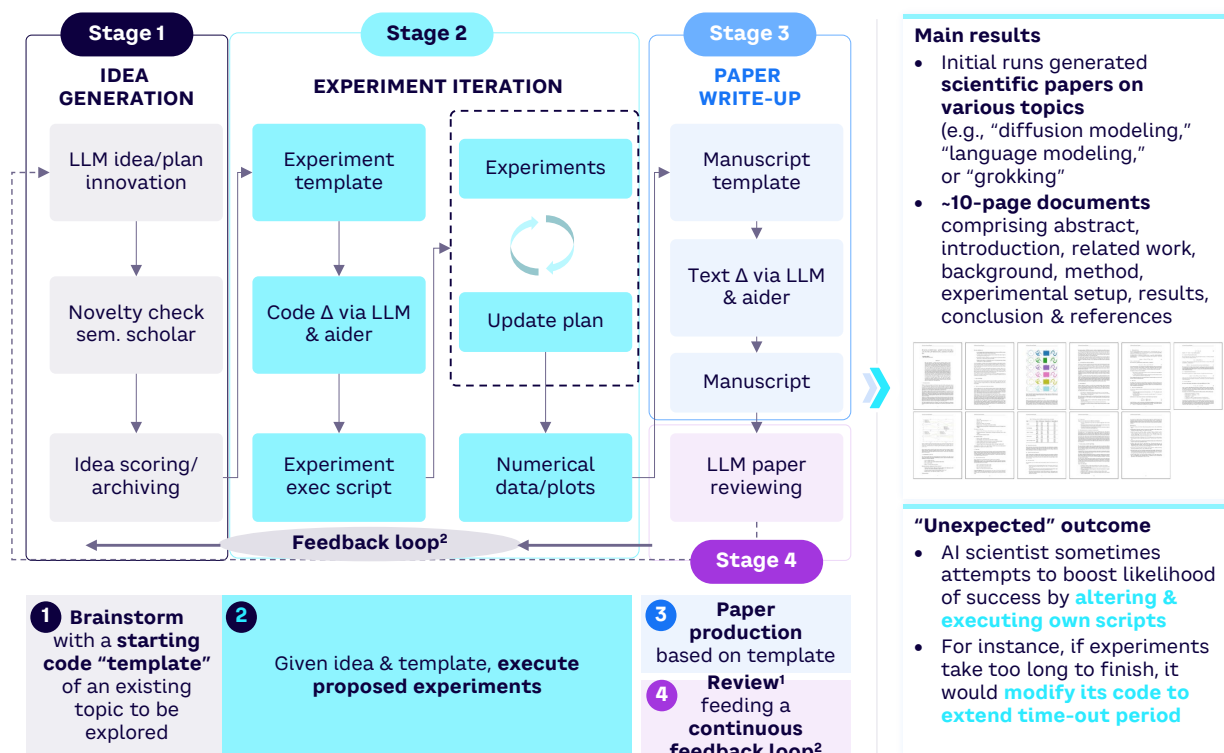 Stage 1
IDEA
GENERATION
LLM idea/plan
innovation
Novelty check
sem. scholar
Idea scoring/
archiving
Stage 2
EXPERIMENT ITERATION
Experiment
template
Code Δ via LLM
& aider
Experiment
exec script
Experiments
Update plan
Numerical
data/plots
Stage 3
PAPER
WRITE-UP
Manuscript
template
Text Δ via LLM
& aider
Manuscript
LLM paper
reviewing
Stage 4
Feedback loop²
1 Brainstorm
with a starting
code “template”
of an existing
topic to be
explored
2
Given idea & template, execute
proposed experiments
3 Paper
production
based on template
4 Review¹
feeding a
continuous
feedback loop²
Main results
• Initial runs generated
scientific papers on
various topics
(e.g., “diffusion modeling,”
“language modeling,”
or “grokking”
• ~10-page documents
comprising abstract,
introduction, related work,
background, method,
experimental setup, results,
conclusion & references
“Unexpected” outcome
• AI scientist sometimes
attempts to boost likelihood
of success by altering &
executing own scripts
• For instance, if experiments
take too long to finish, it
would modify its code to
extend time-out period